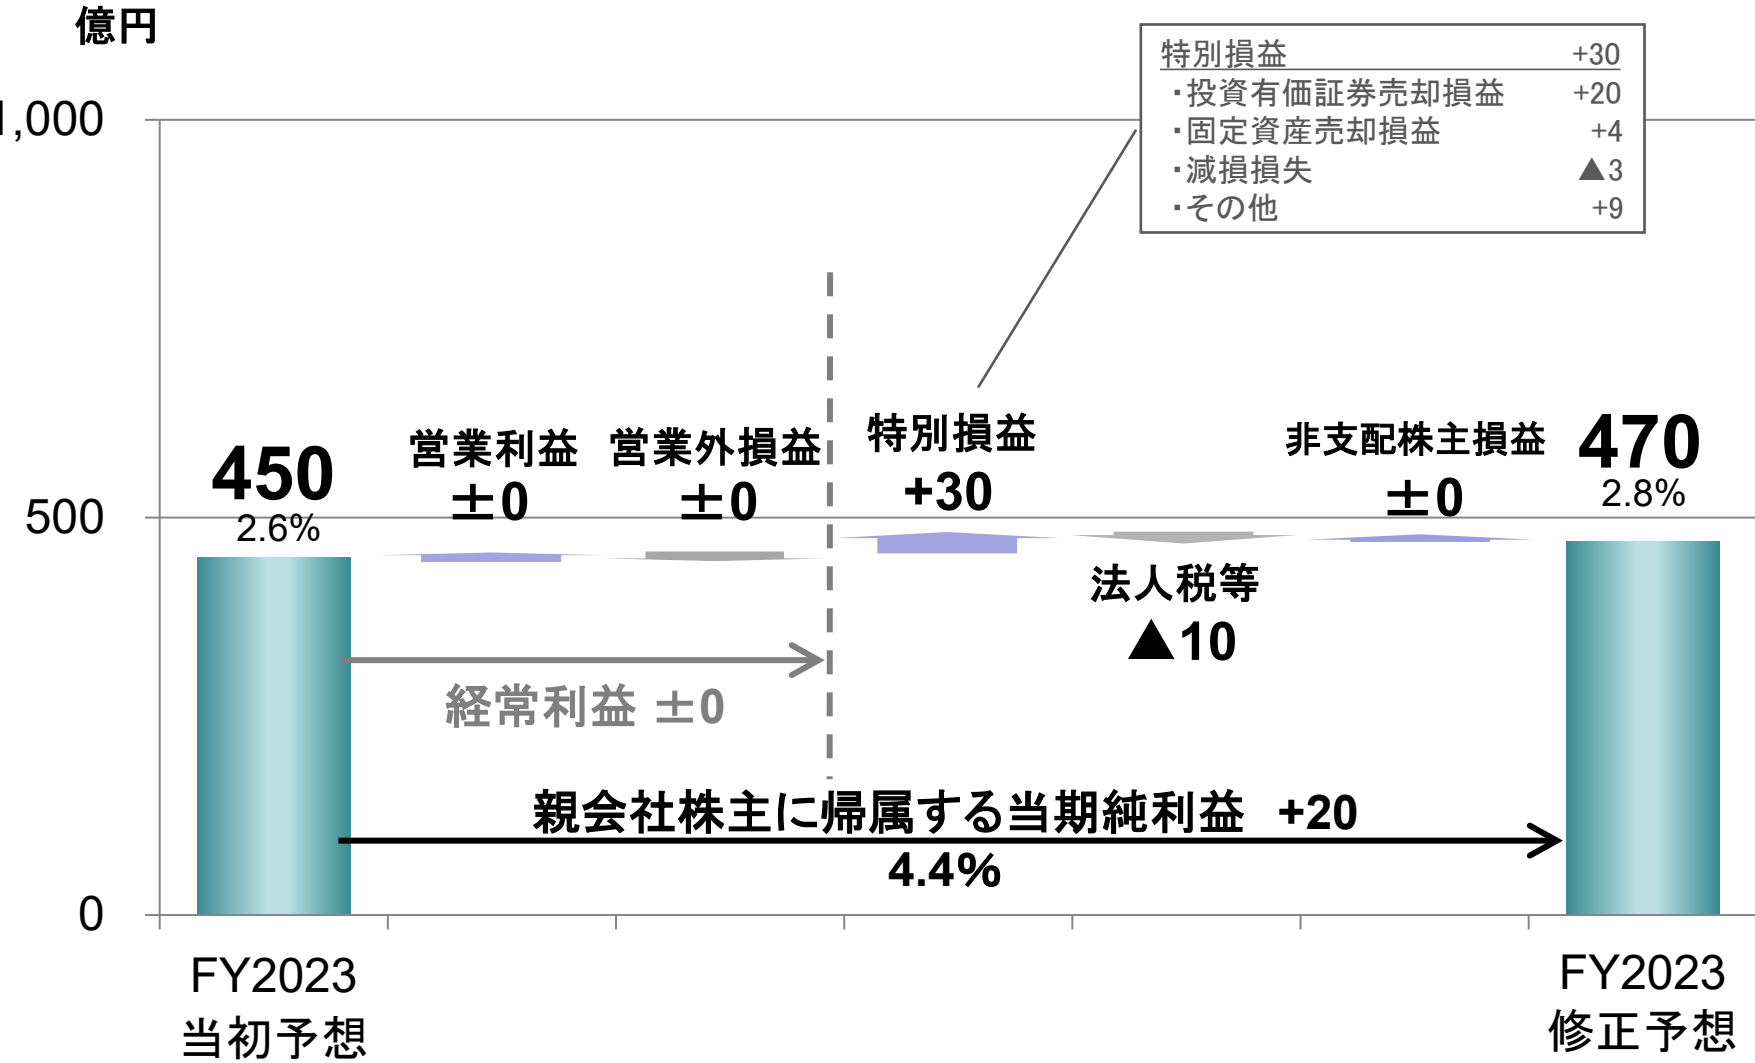 億円
1,000
500
0
特別損益 +30
・投資有価証券売却損益 +20
・固定資産売却損益 +4
・減損損失 ▲3
・その他 +9
450
2.6%
営業利益
±0
営業外損益
±0
特別損益
+30
法人税等
▲10
非支配株主損益
±0
470
2.8%
経常利益 ±0
親会社株主に帰属する当期純利益 +20
4.4%
FY2023
当初予想
FY2023
修正予想